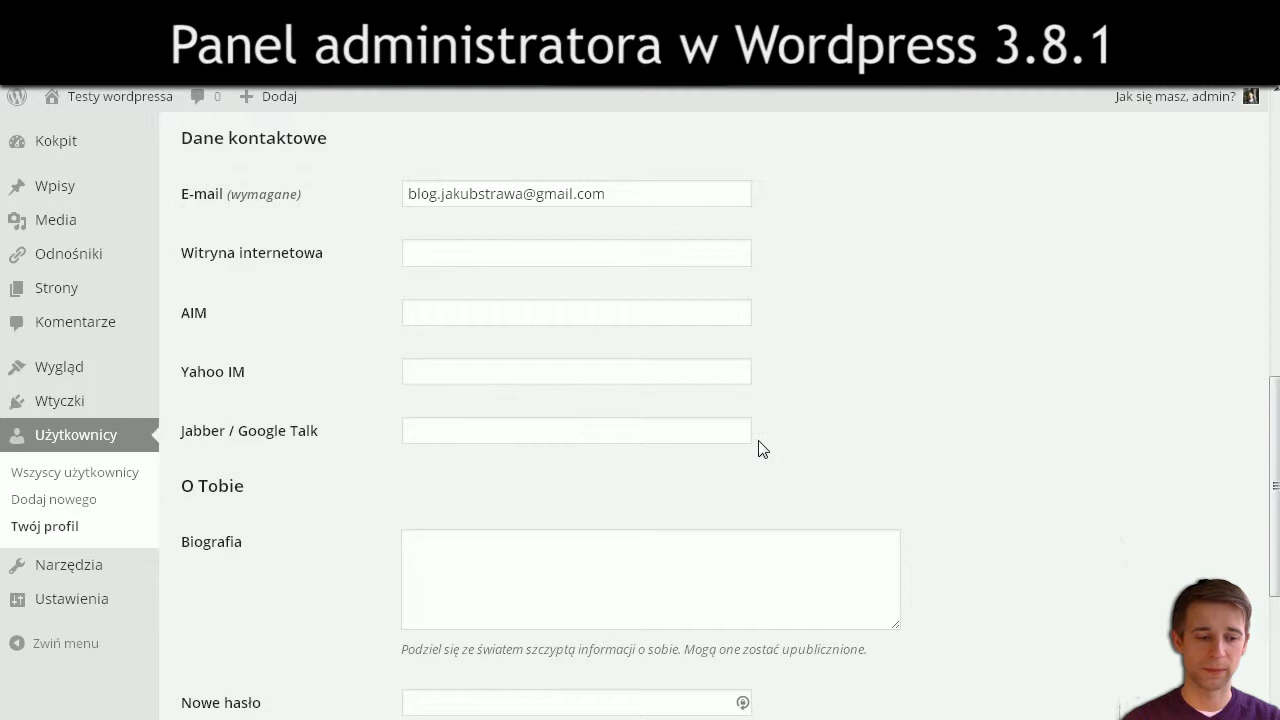 Panel administratora w Wordpress 3.8.1
Testy wordpressa 0 Dodaj Jak się masz, admin?
Kokpit
Wpisy
Media
Odnośniki
Strony
Komentarze
Wygląd
Wtyczki
Użytkownicy
Wszyscy użytkownicy
Dodaj nowego
Twój profil
Narzędzia
Ustawienia
Zwiń menu
Dane kontaktowe
E-mail (wymagane) blog.jakubstrawa@gmail.com
Witryna internetowa
AIM
Yahoo IM
Jabber / Google Talk
O Tobie
Biografia
Podziel się ze światem szczyptą informacji o sobie. Mogą one zostać upublicznione.
Nowe hasło